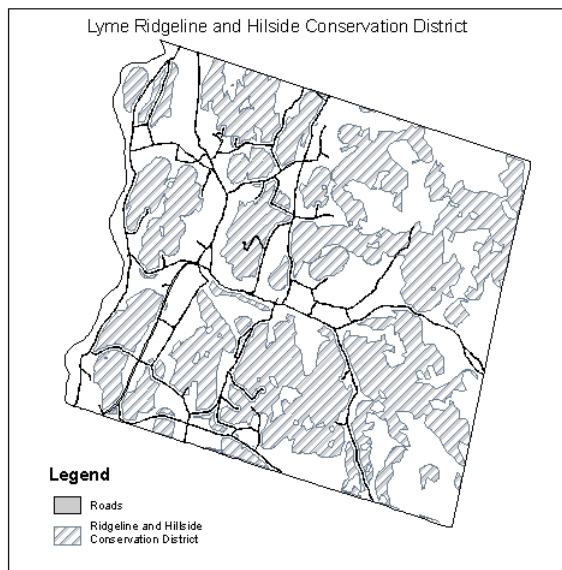 Lyme Ridgeline and Hilside Conservation District
Legend
Roads
Ridgeline and Hillside
Conservation District